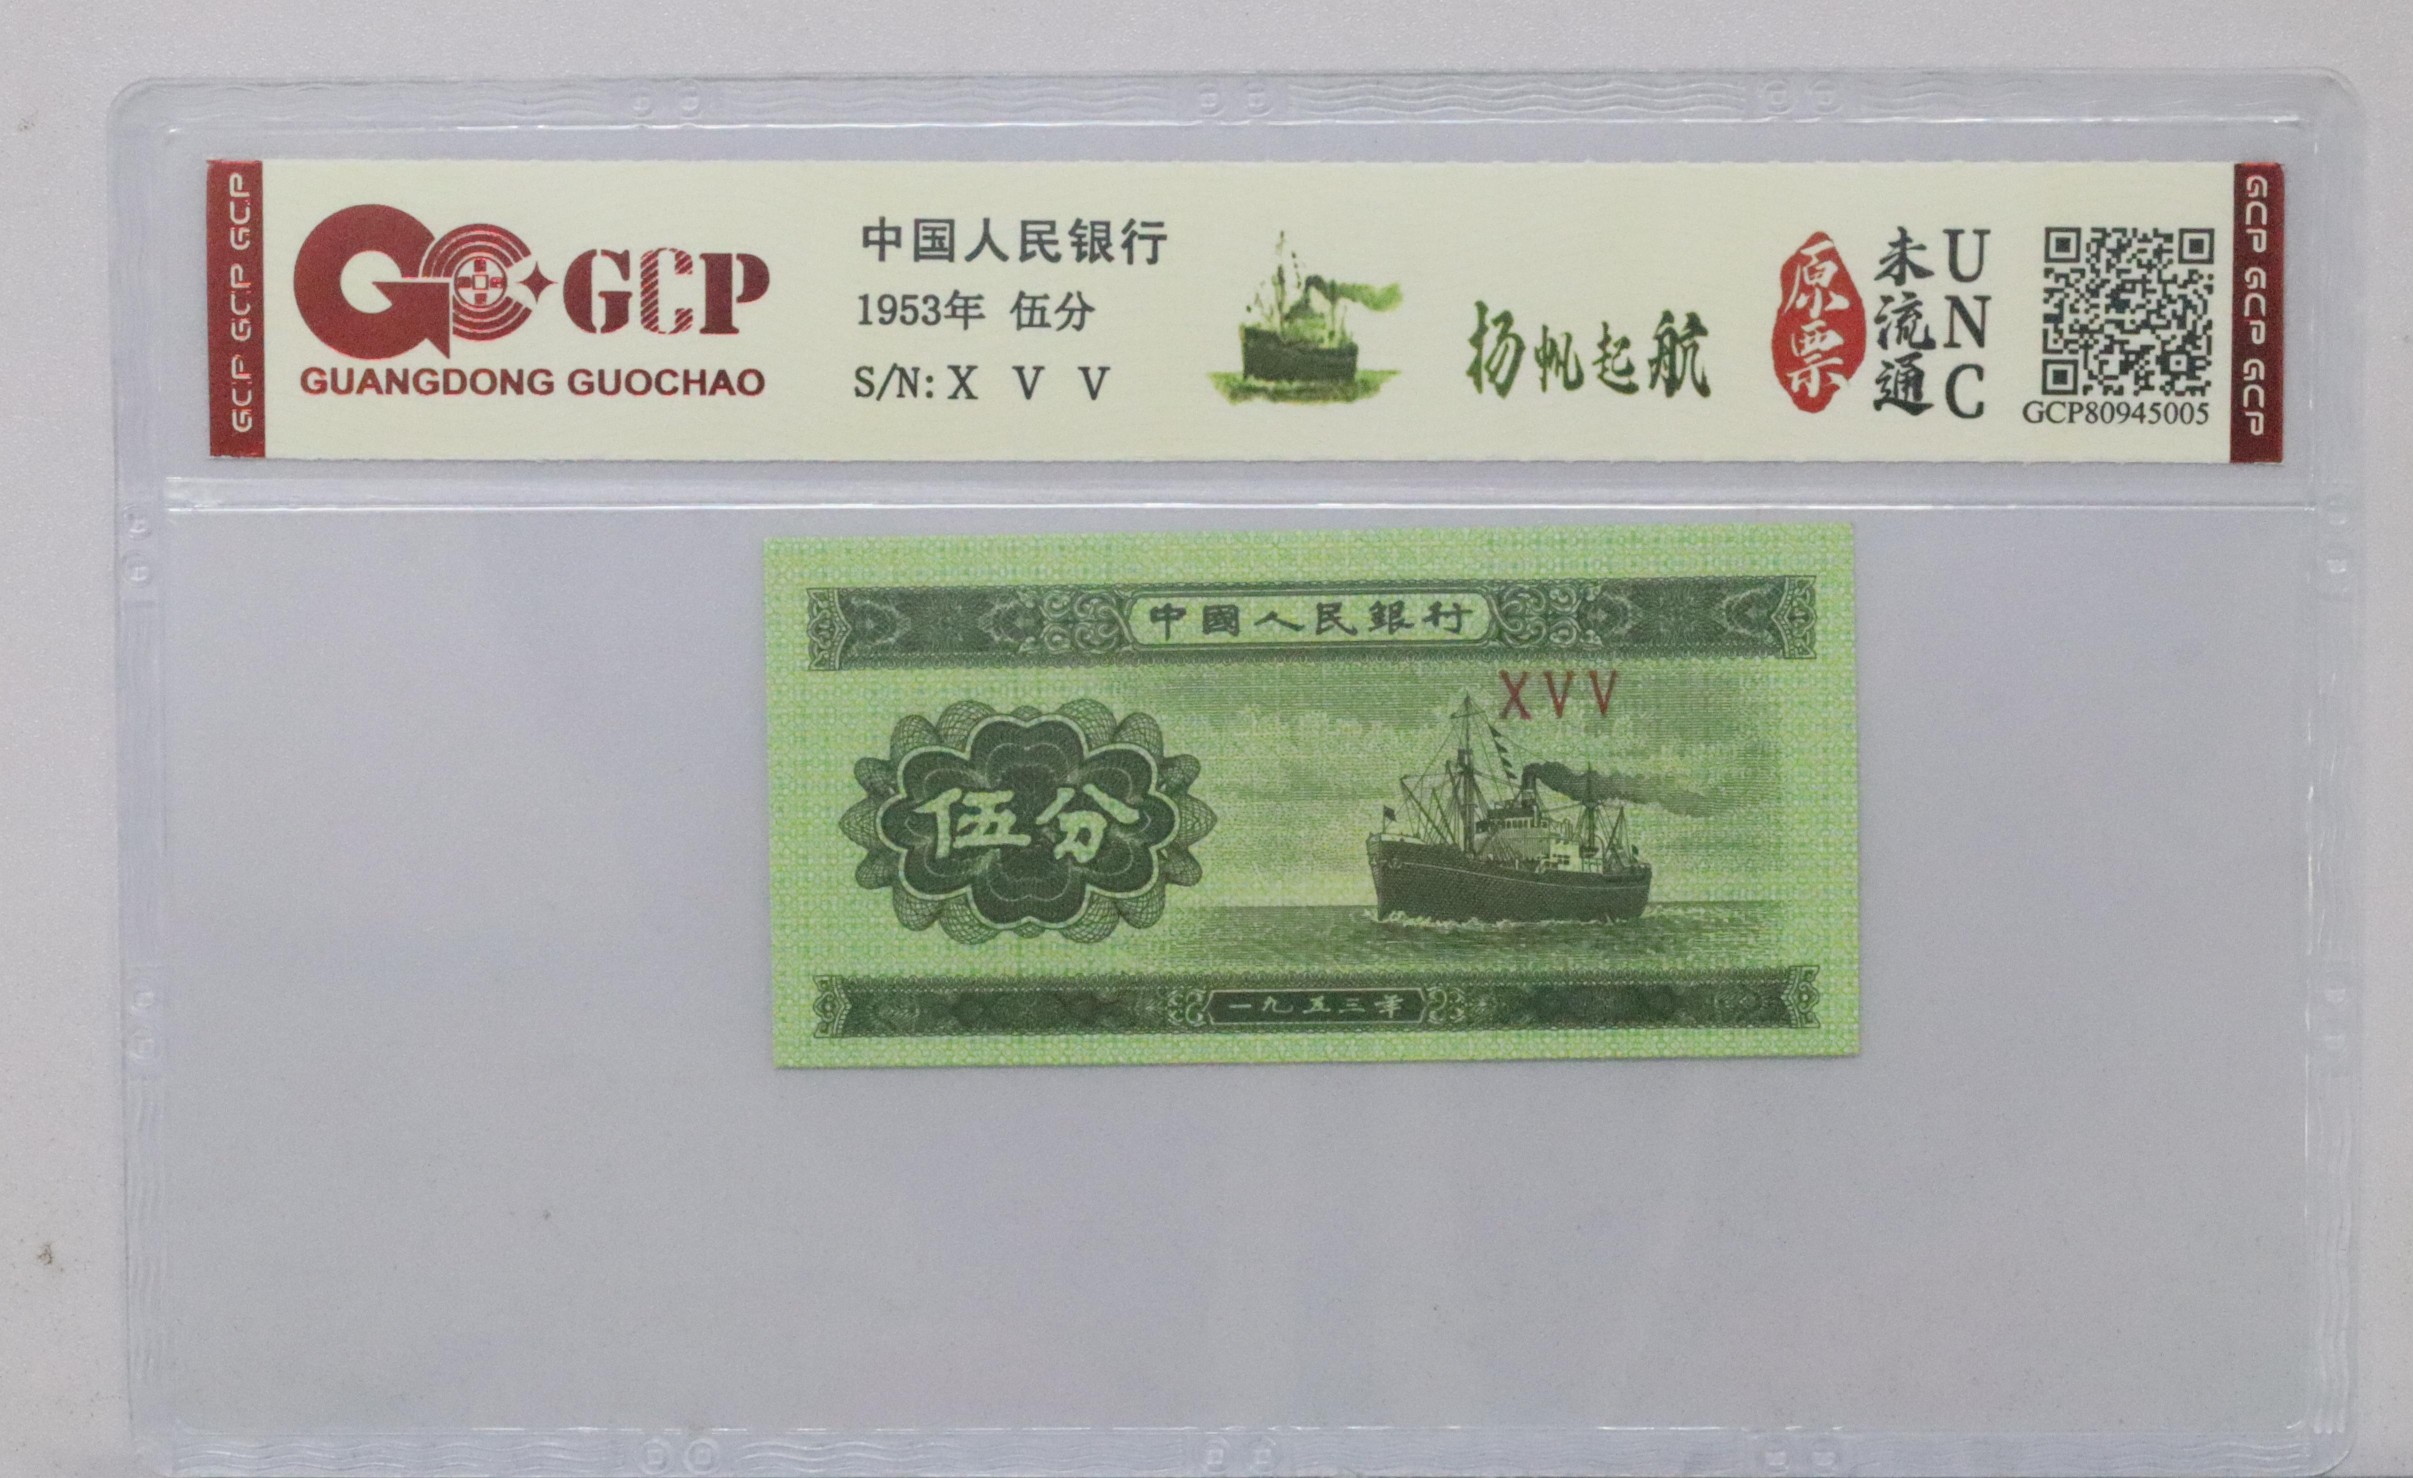 GCP GCP GCP
GCP
GUANGDONG GUOCHAO
中国人民银行
1953年 伍分
S/N: X V V
扬帆起航
原票
未流通
UNC
GCP80945005
GCP GCP GCP
中國人民銀行
XVV
伍分
一九五三年